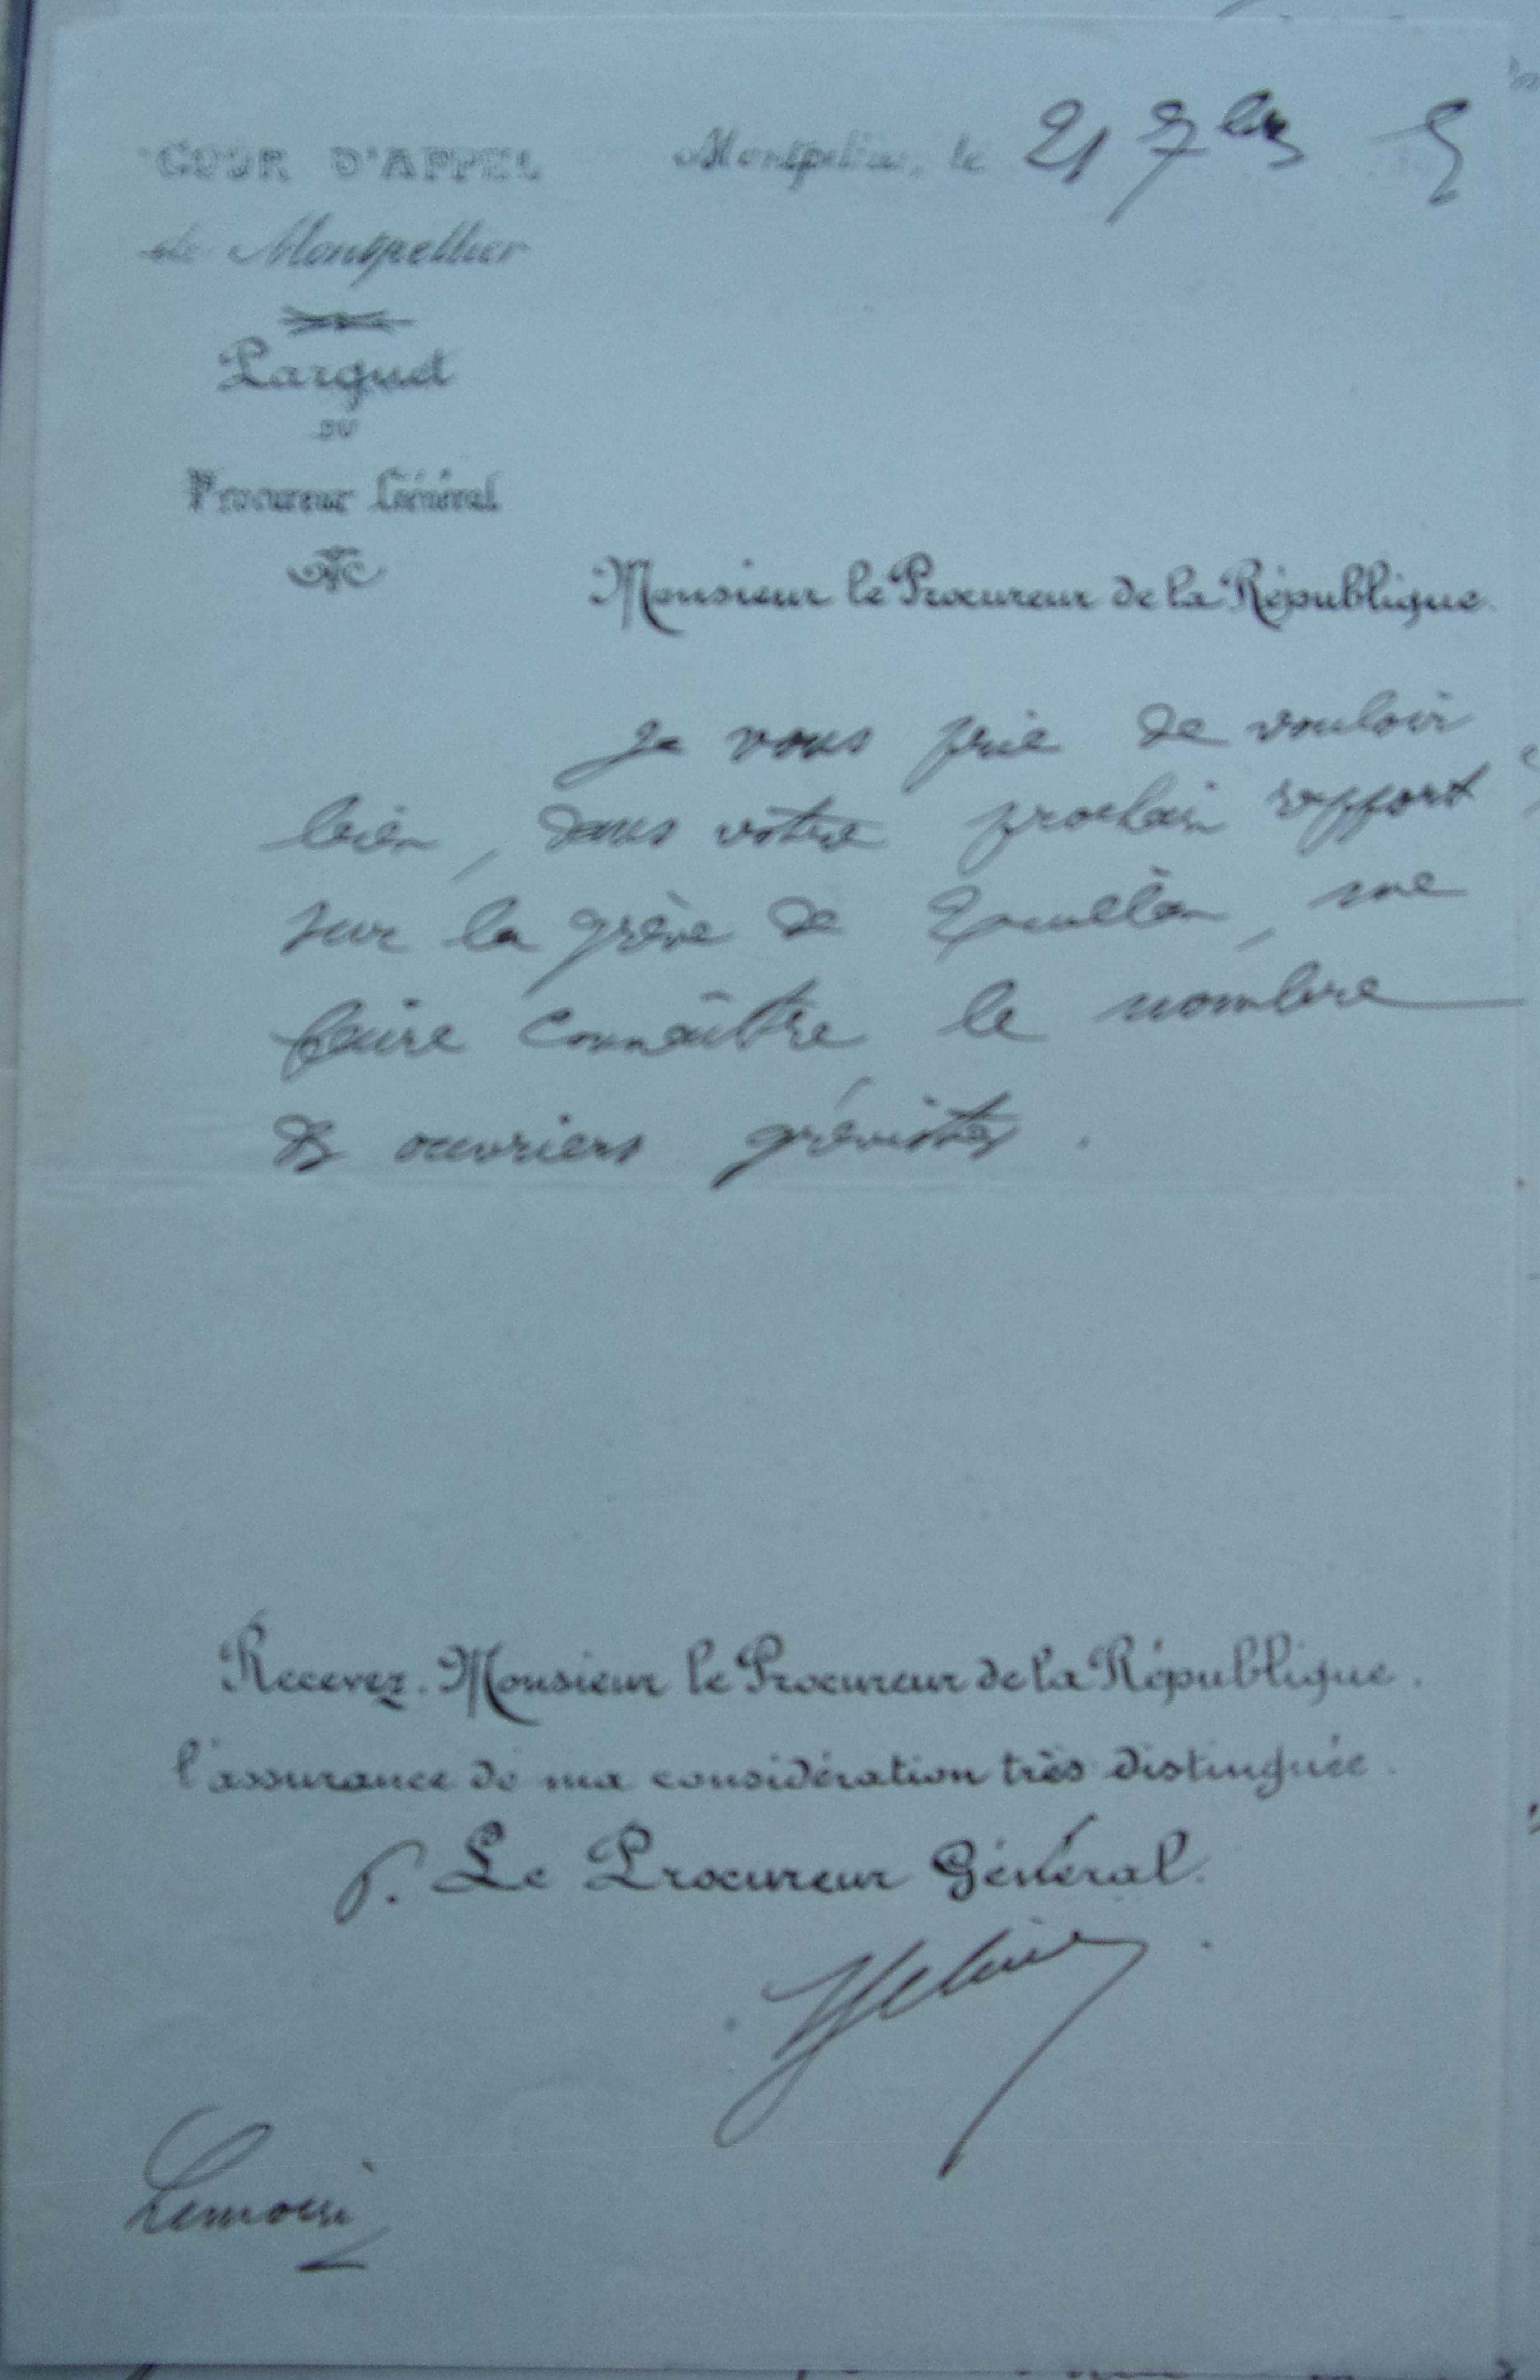 COUR D'APPEL
de Montpellier
Parquet
DU
Procureur Général
Montpellier, le 21 7bre 5
Monsieur le Procureur de la République.
Je vous prie de vouloir
bien, dans votre prochain rapport
sur la grève de, me
faire connaître le nombre
des ouvriers grévistes.
Recevez, Monsieur le Procureur de la République,
l'assurance de ma considération très distinguée.
p. Le Procureur Général.